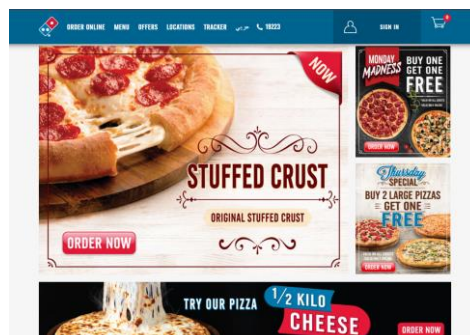 ORDER ONLINE MENU OFFERS LOCATIONS TRACKER عربي 19223 SIGN IN
NOW
STUFFED CRUST
ORIGINAL STUFFED CRUST
ORDER NOW
MONDAY
MADNESS
BUY ONE
GET ONE
FREE
ORDER NOW
Thursday
SPECIAL
BUY 2 LARGE PIZZAS
GET ONE
FREE
ORDER NOW
TRY OUR PIZZA
1/2 KILO
CHEESE
ORDER NOW